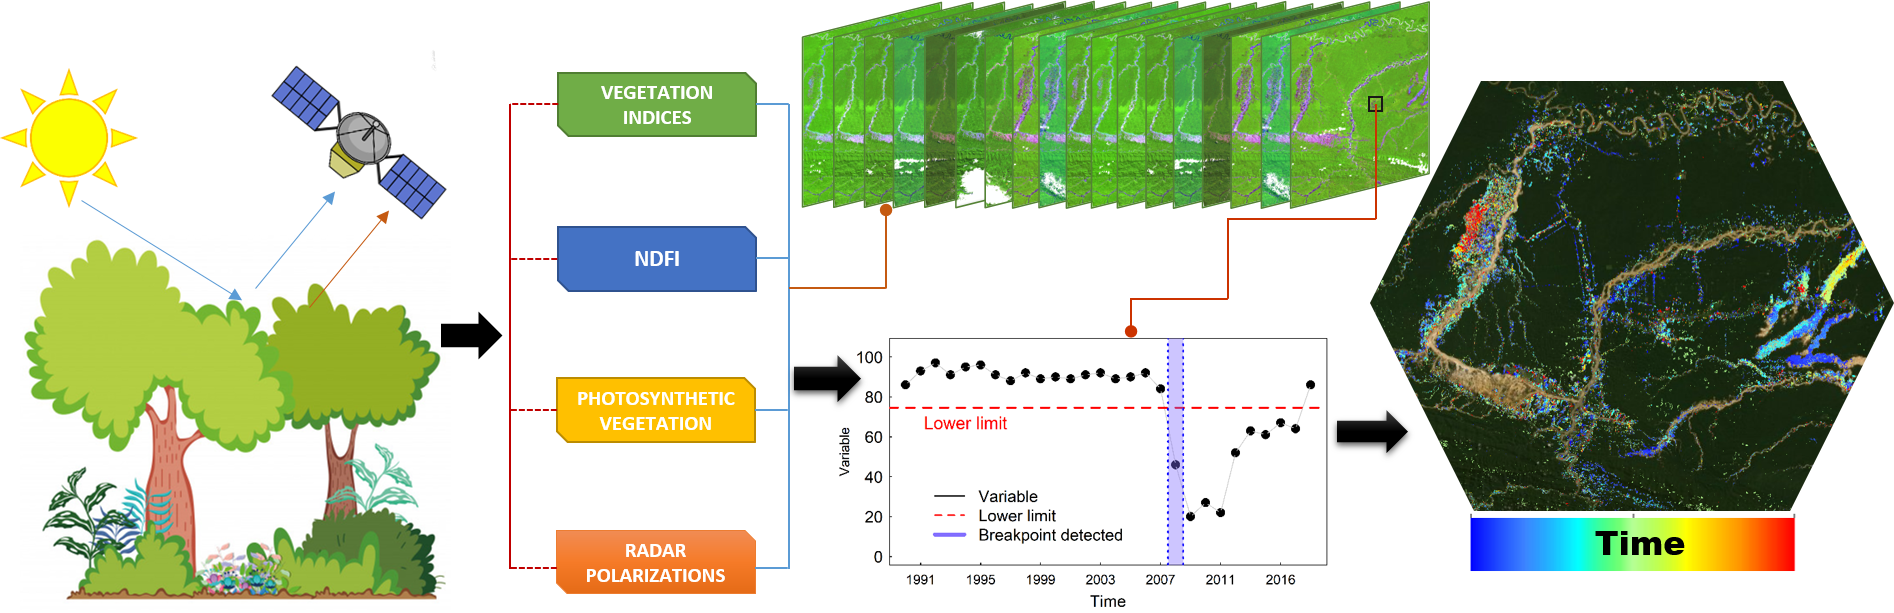 VEGETATION
INDICES
NDFI
PHOTOSYNTHETIC
VEGETATION
RADAR
POLARIZATIONS
100
80
60
40
20
0
Variable
Lower limit
Variable
Lower limit
Breakpoint detected
1991 1995 1999 2003 2007 2011 2016
Time
Time